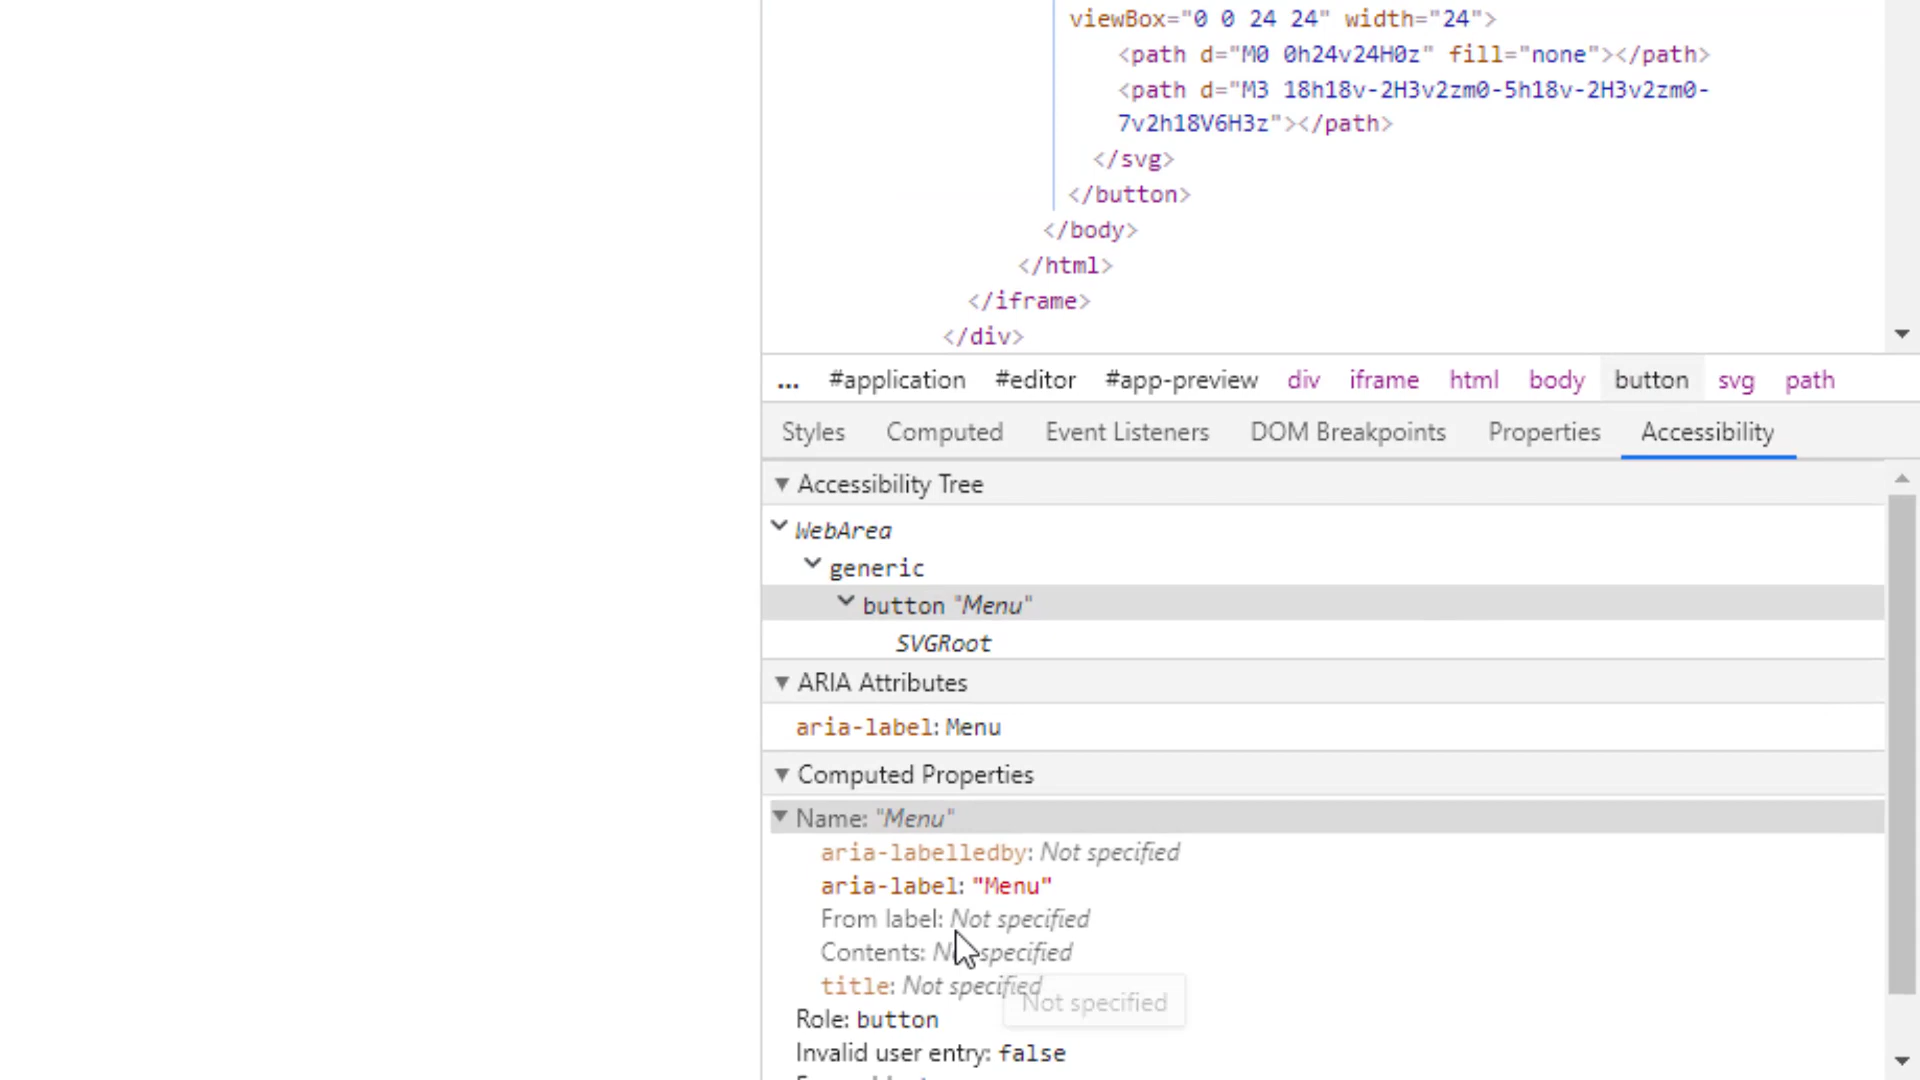 viewBox="0 0 24 24" width="24">
<path d="M0 0h24v24H0z" fill="none"></path>
<path d="M3 18h18v-2H3v2zm0-5h18v-2H3v2zm0-
7v2h18V6H3z"></path>
</svg>
</button>
</body>
</html>
</iframe>
</div>
... #application #editor #app-preview div iframe html body button svg path
Styles Computed Event Listeners DOM Breakpoints Properties Accessibility
Accessibility Tree
WebArea
generic
button "Menu"
SVGRoot
ARIA Attributes
aria-label: Menu
Computed Properties
Name: "Menu"
aria-labelledby: Not specified
aria-label: "Menu"
From label: Not specified
Contents: Not specified
title: Not specified
Not specified
Role: button
Invalid user entry: false